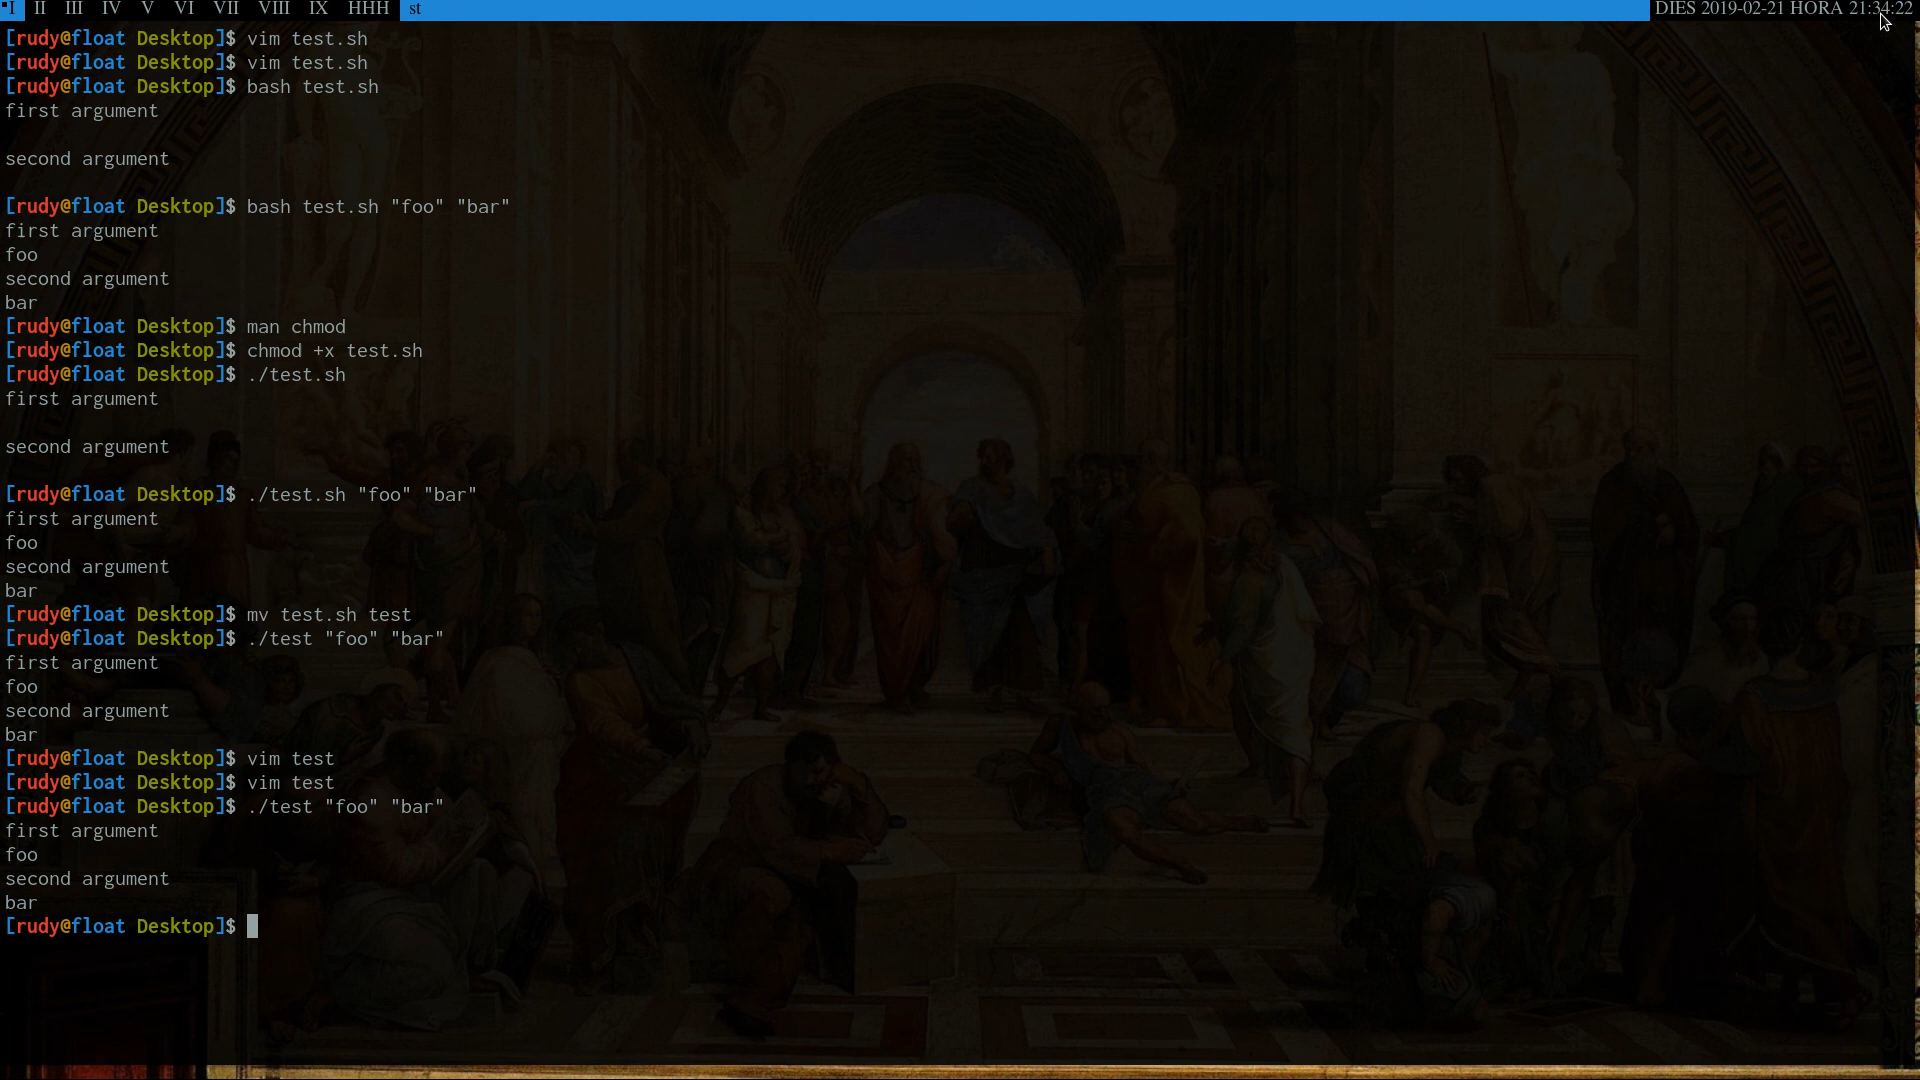 I II III IV V VI VII VIII IX HHH st DIES 2019-02-21 HORA 21:34:22
[rudy@float Desktop]$ vim test.sh
[rudy@float Desktop]$ vim test.sh
[rudy@float Desktop]$ bash test.sh
first argument
second argument
[rudy@float Desktop]$ bash test.sh "foo" "bar"
first argument
foo
second argument
bar
[rudy@float Desktop]$ man chmod
[rudy@float Desktop]$ chmod +x test.sh
[rudy@float Desktop]$ ./test.sh
first argument
second argument
[rudy@float Desktop]$ ./test.sh "foo" "bar"
first argument
foo
second argument
bar
[rudy@float Desktop]$ mv test.sh test
[rudy@float Desktop]$ ./test "foo" "bar"
first argument
foo
second argument
bar
[rudy@float Desktop]$ vim test
[rudy@float Desktop]$ vim test
[rudy@float Desktop]$ ./test "foo" "bar"
first argument
foo
second argument
bar
[rudy@float Desktop]$